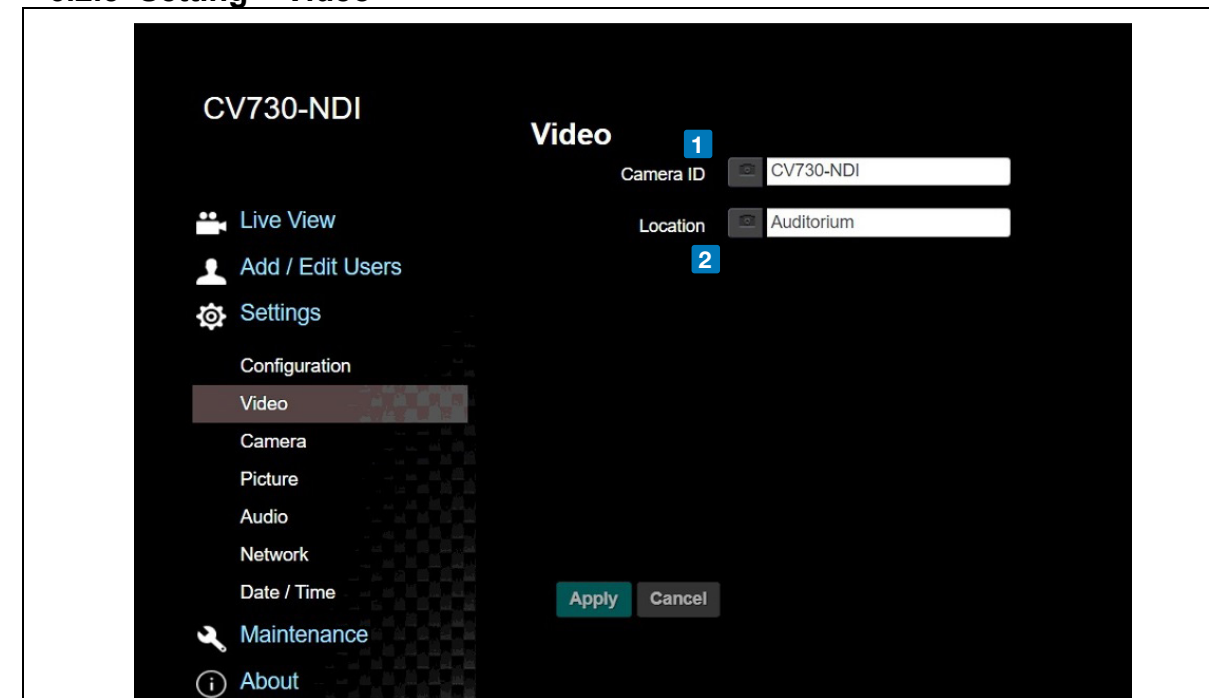 CV730-NDI
Video
1
Camera ID CV730-NDI
Location Auditorium
2
Live View
Add / Edit Users
Settings
Configuration
Video
Camera
Picture
Audio
Network
Date / Time
Apply Cancel
Maintenance
About